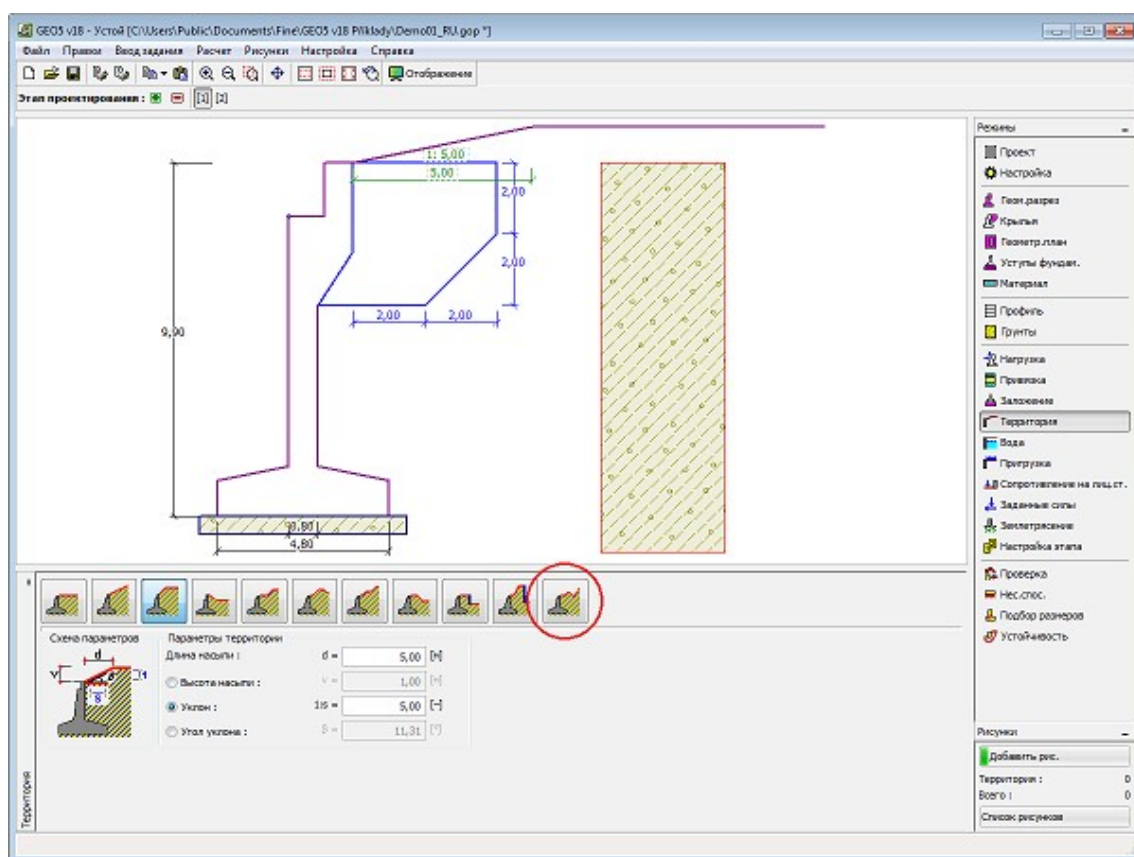 GEO5 v18 - Устой [C:\Users\Public\Documents\Fine\GEO5 v18 Příklady\Demo01_RU.gop *]
Файл Правки Ввод задания Расчет Рисунки Настройка Справка
Отображение
Этап проектирования : [1] [2]
Режимы
Проект
Настройка
Геом.разрез
Крылья
Геометр.план
Уступы фундам.
Материал
Профиль
Грунты
Нагрузка
Привязка
Заложение
Территория
Вода
Пригрузка
Сопротивление на лиц.ст.
Заданные силы
Землетрясение
Настройка этапа
Проверка
Нес.спос.
Подбор размеров
Устойчивость
1: 5,00
5,00
2,00
2,00
2,00 2,00
9,90
0,80
4,80
Схема параметров
Параметры территории
Длина насыпи : d = 5,00 [м]
Высота насыпи : v = 1,00 [м]
Уклон : 1:s = 5,00 [-]
Угол уклона : β = 11,31 [°]
d
v
β
1
s
Территория
Рисунки
Добавить рис.
Территория : 0
Всего : 0
Список рисунков